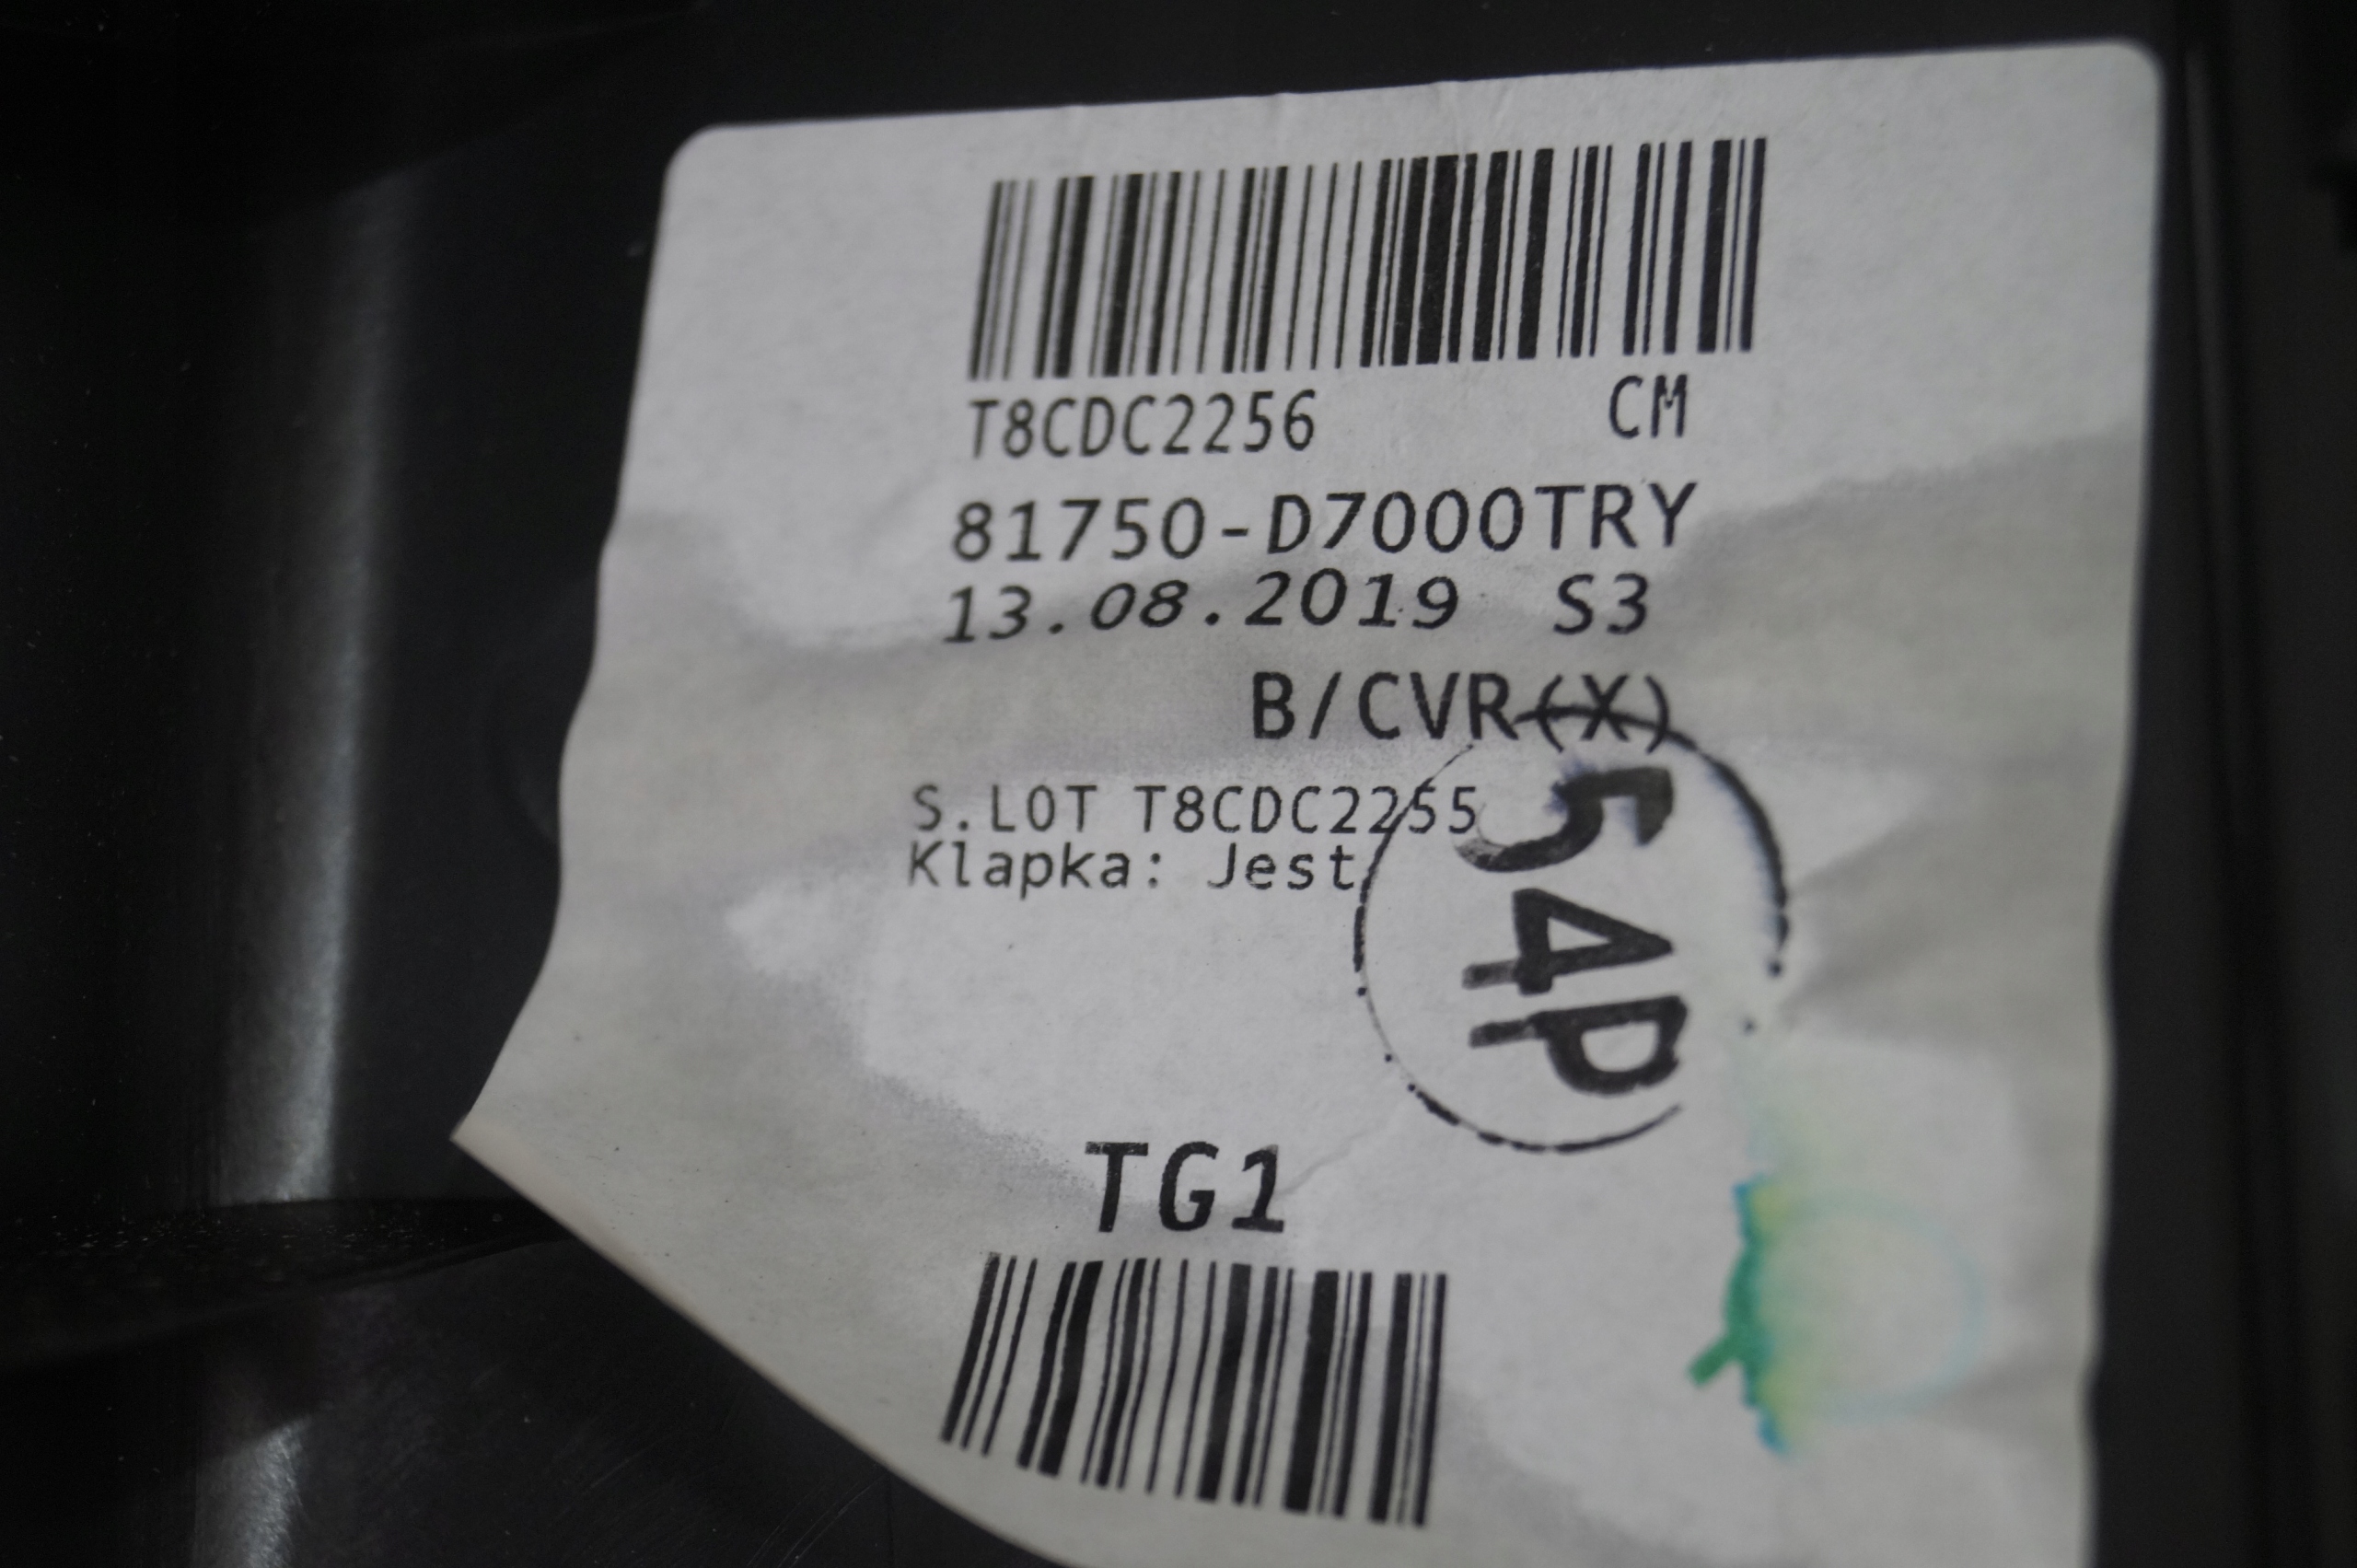 T8CDC2256 CM
81750-D7000TRY
13.08.2019 S3
B/CVR(X)
S.LOT T8CDC2255
Klapka: Jest
54P
TG1